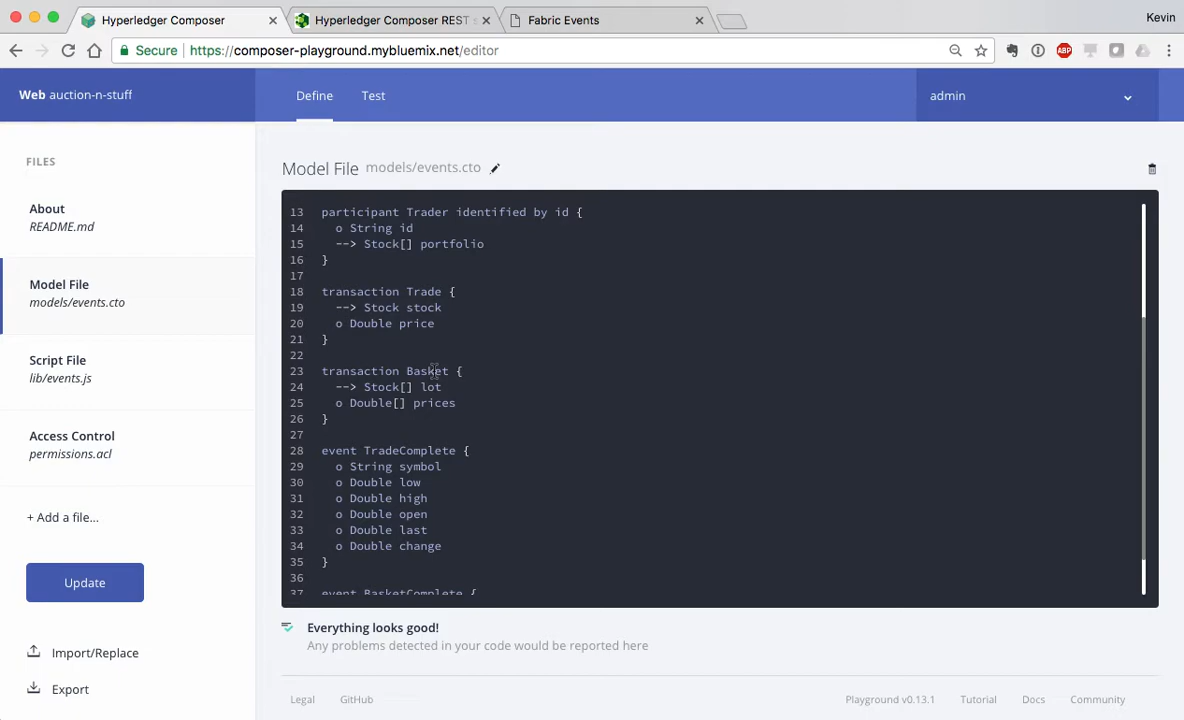 Hyperledger Composer
Hyperledger Composer REST s
Fabric Events
Kevin
Secure
https://composer-playground.mybluemix.net/editor
ABP
Web auction-n-stuff
Define
Test
admin
FILES
About
README.md
Model File
models/events.cto
Script File
lib/events.js
Access Control
permissions.acl
+ Add a file...
Update
Import/Replace
Export
Model File models/events.cto
13 participant Trader identified by id {
14 o String id
15 --> Stock[] portfolio
16 }
17
18 transaction Trade {
19 --> Stock stock
20 o Double price
21 }
22
23 transaction Basket {
24 --> Stock[] lot
25 o Double[] prices
26 }
27
28 event TradeComplete {
29 o String symbol
30 o Double low
31 o Double high
32 o Double open
33 o Double last
34 o Double change
35 }
36
37 event BasketComplete {
Everything looks good!
Any problems detected in your code would be reported here
Legal
GitHub
Playground v0.13.1
Tutorial
Docs
Community